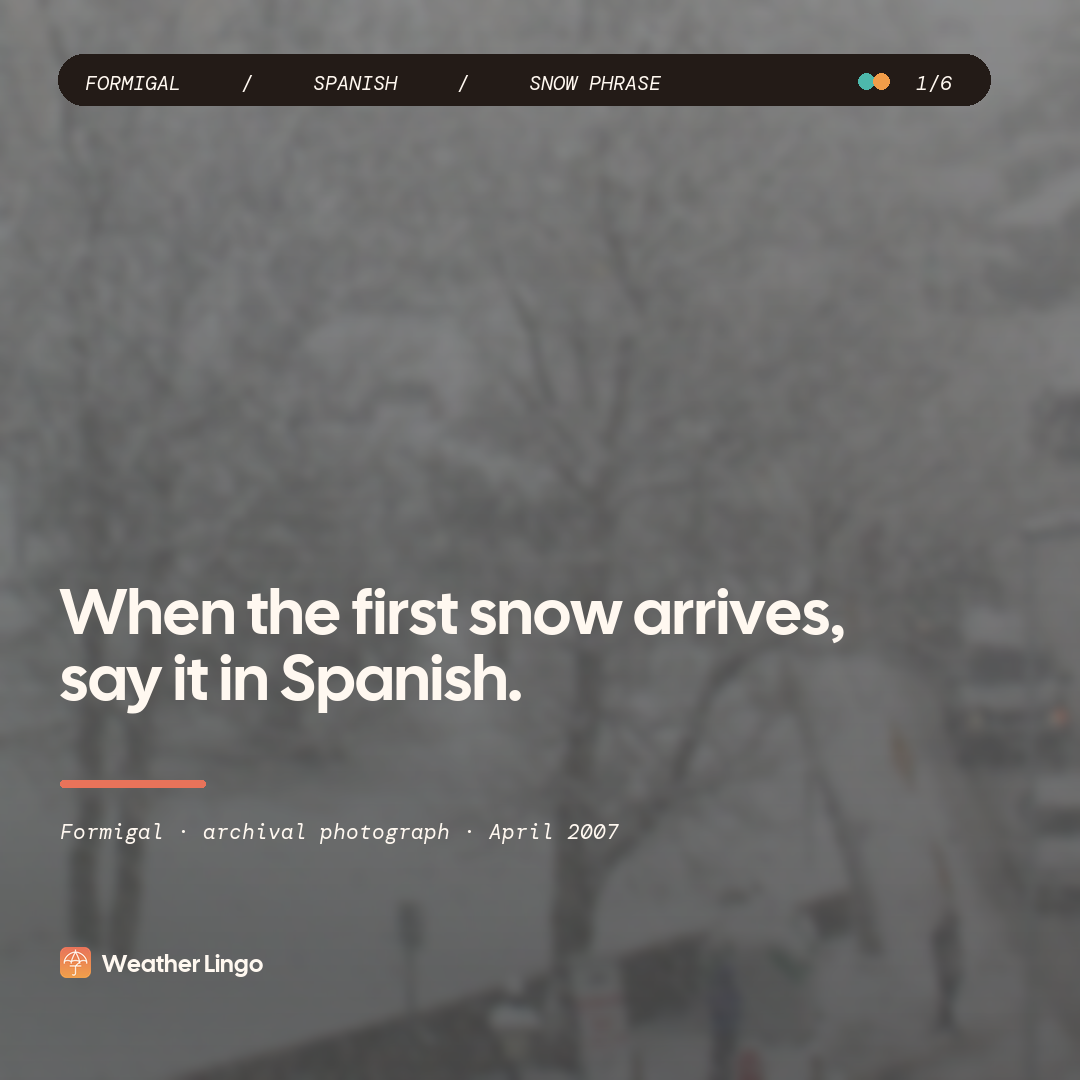 FORMIGAL / SPANISH / SNOW PHRASE 1/6
When the first snow arrives,
say it in Spanish.
Formigal · archival photograph · April 2007
Weather Lingo